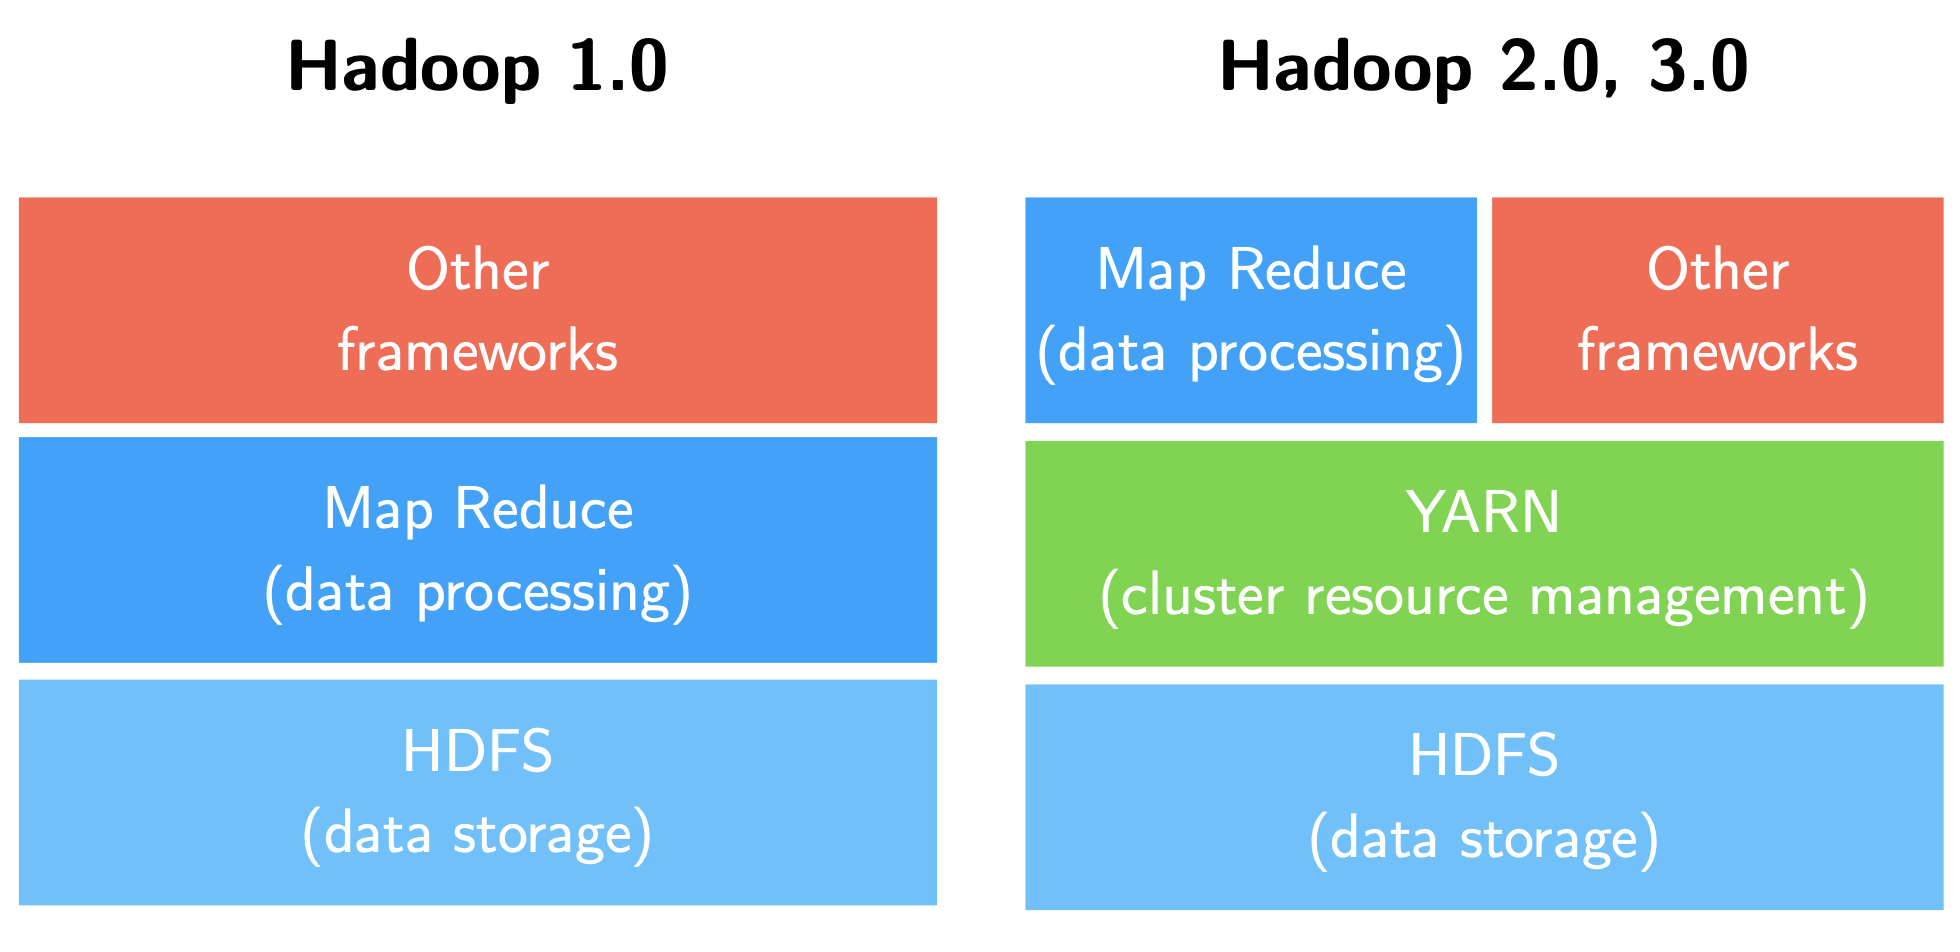 Hadoop 1.0
Other
frameworks
Map Reduce
(data processing)
HDFS
(data storage)
Hadoop 2.0, 3.0
Map Reduce
(data processing)
Other
frameworks
YARN
(cluster resource management)
HDFS
(data storage)